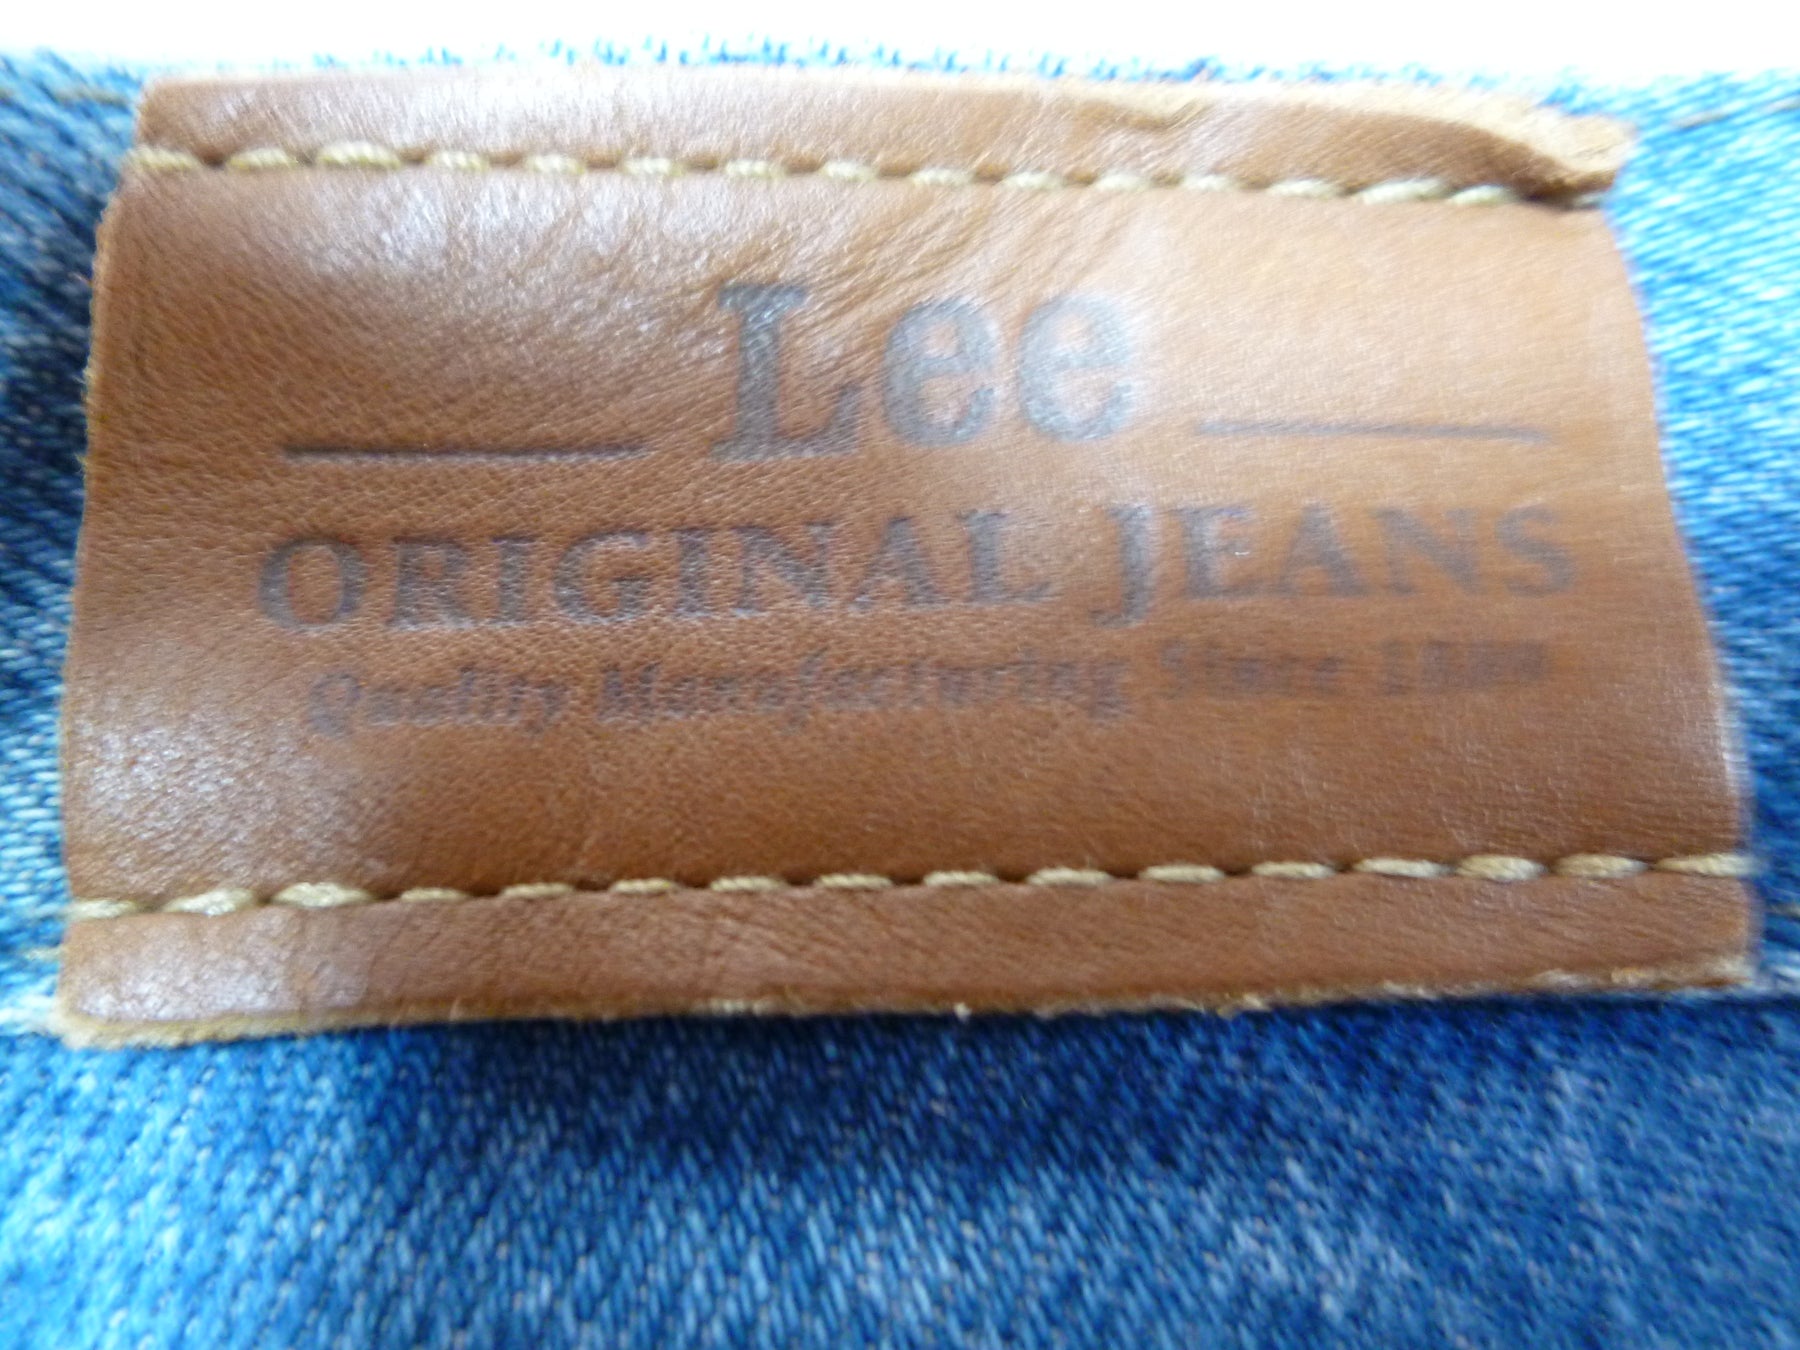 Lee
ORIGINAL JEANS
Quality Manufacturing Since